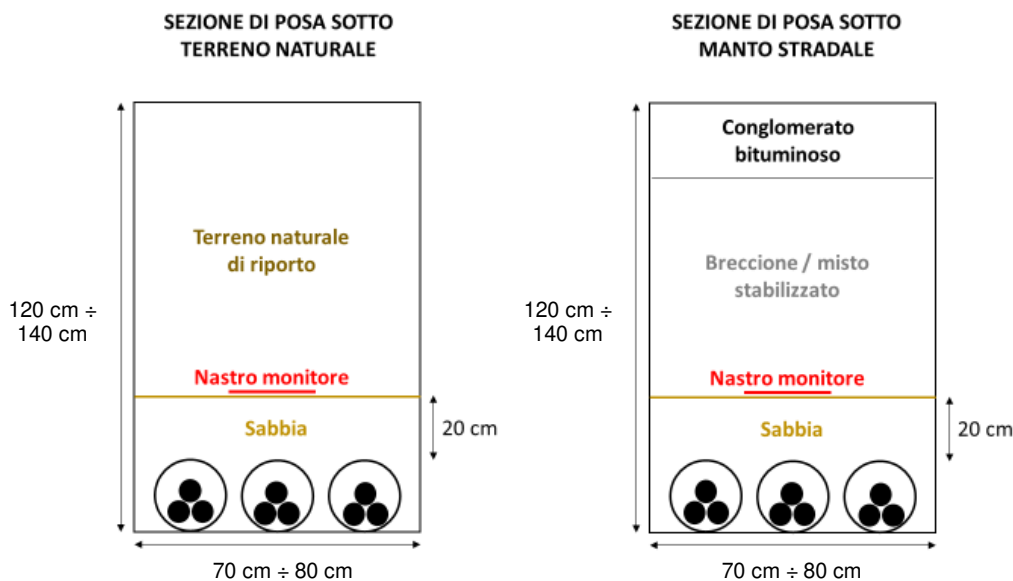 SEZIONE DI POSA SOTTO
TERRENO NATURALE
Terreno naturale
di riporto
120 cm ÷
140 cm
Nastro monitore
Sabbia
20 cm
70 cm ÷ 80 cm
SEZIONE DI POSA SOTTO
MANTO STRADALE
Conglomerato
bituminoso
Breccione / misto
stabilizzato
120 cm ÷
140 cm
Nastro monitore
Sabbia
20 cm
70 cm ÷ 80 cm